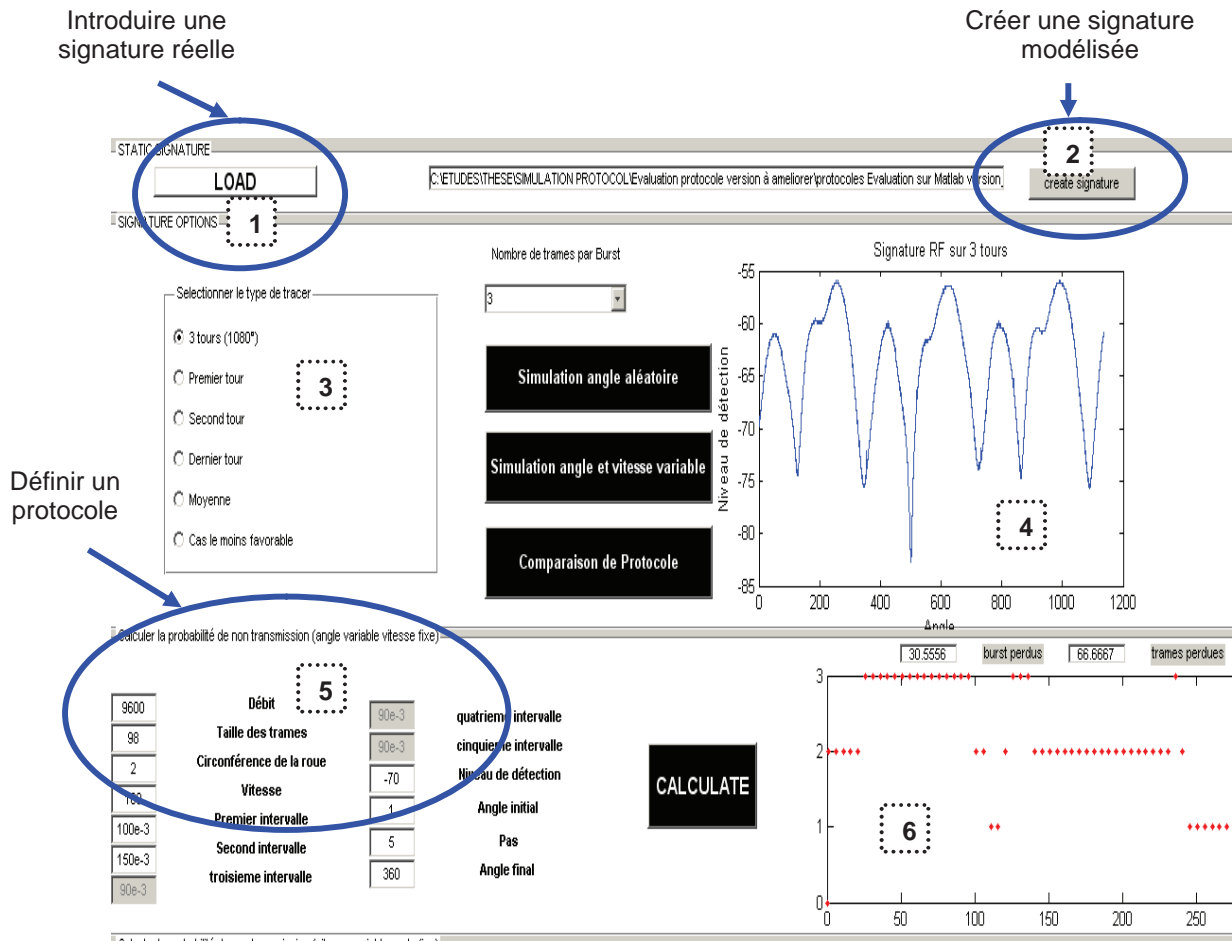 Introduire une
signature réelle
Créer une signature
modélisée
STATIC SIGNATURE
LOAD
C:\ETUDES\THESE\SIMULATION PROTOCOL\Evaluation protocole version à ameliorer\protocoles Evaluation sur Matlab version_
2
create signature
1
SIGNATURE OPTIONS
Nombre de trames par Burst
3
Selectionner le type de tracer
3 tours (1080°)
Premier tour
Second tour
Dernier tour
Moyenne
Cas le moins favorable
3
Simulation angle aléatoire
Simulation angle et vitesse variable
Comparaison de Protocole
Signature RF sur 3 tours
Niveau de détection
-55
-60
-65
-70
-75
-80
-85
0 200 400 600 800 1000 1200
Angle
4
Définir un
protocole
Calculer la probabilité de non transmission (angle variable vitesse fixe)
5
9600 Débit
98 Taille des trames
2 Circonférence de la roue
Vitesse
100e-3 Premier intervalle
150e-3 Second intervalle
90e-3 troisieme intervalle
90e-3 quatrieme intervalle
90e-3 cinquieme intervalle
-70 Niveau de détection
1 Angle initial
5 Pas
360 Angle final
CALCULATE
30.5556 burst perdus 66.6667 trames perdues
3
2
1
0
0 50 100 150 200 250
6